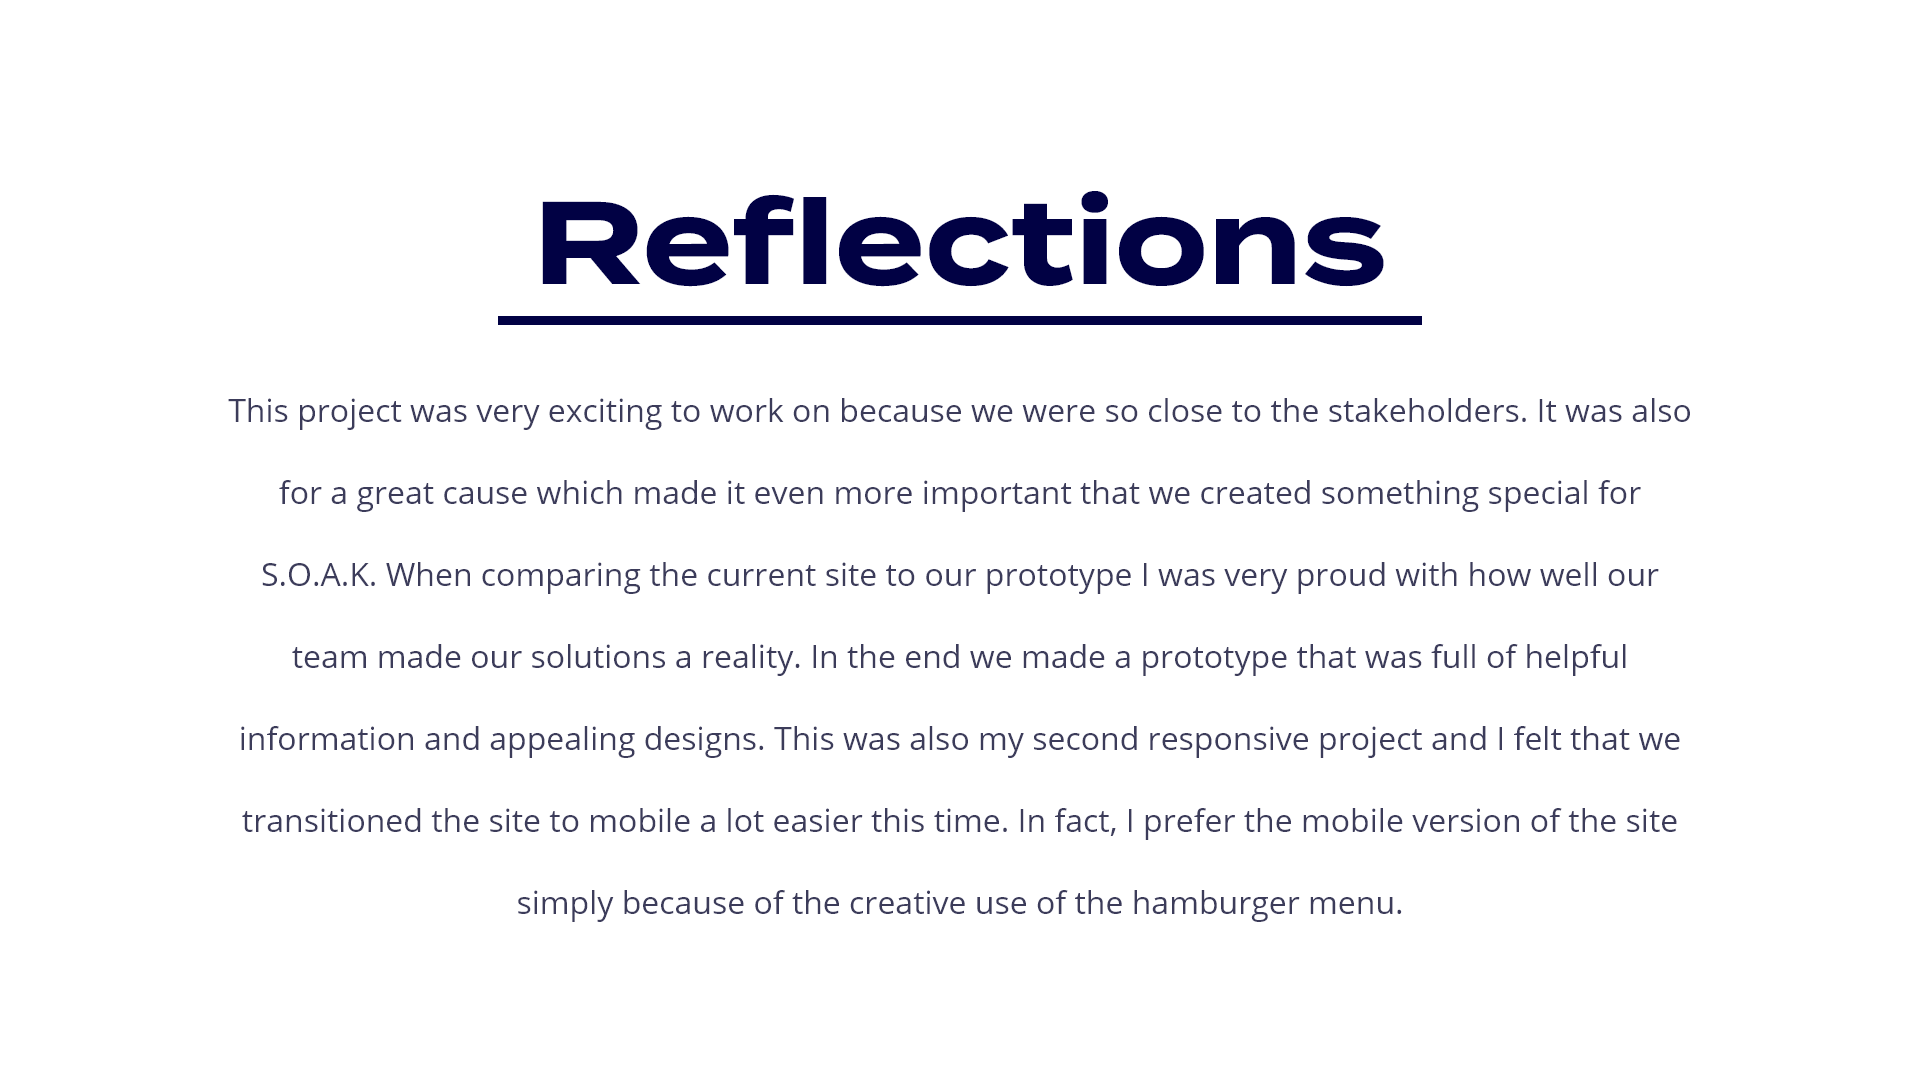 Reflections
This project was very exciting to work on because we were so close to the stakeholders. It was also
for a great cause which made it even more important that we created something special for
S.O.A.K. When comparing the current site to our prototype I was very proud with how well our
team made our solutions a reality. In the end we made a prototype that was full of helpful
information and appealing designs. This was also my second responsive project and I felt that we
transitioned the site to mobile a lot easier this time. In fact, I prefer the mobile version of the site
simply because of the creative use of the hamburger menu.